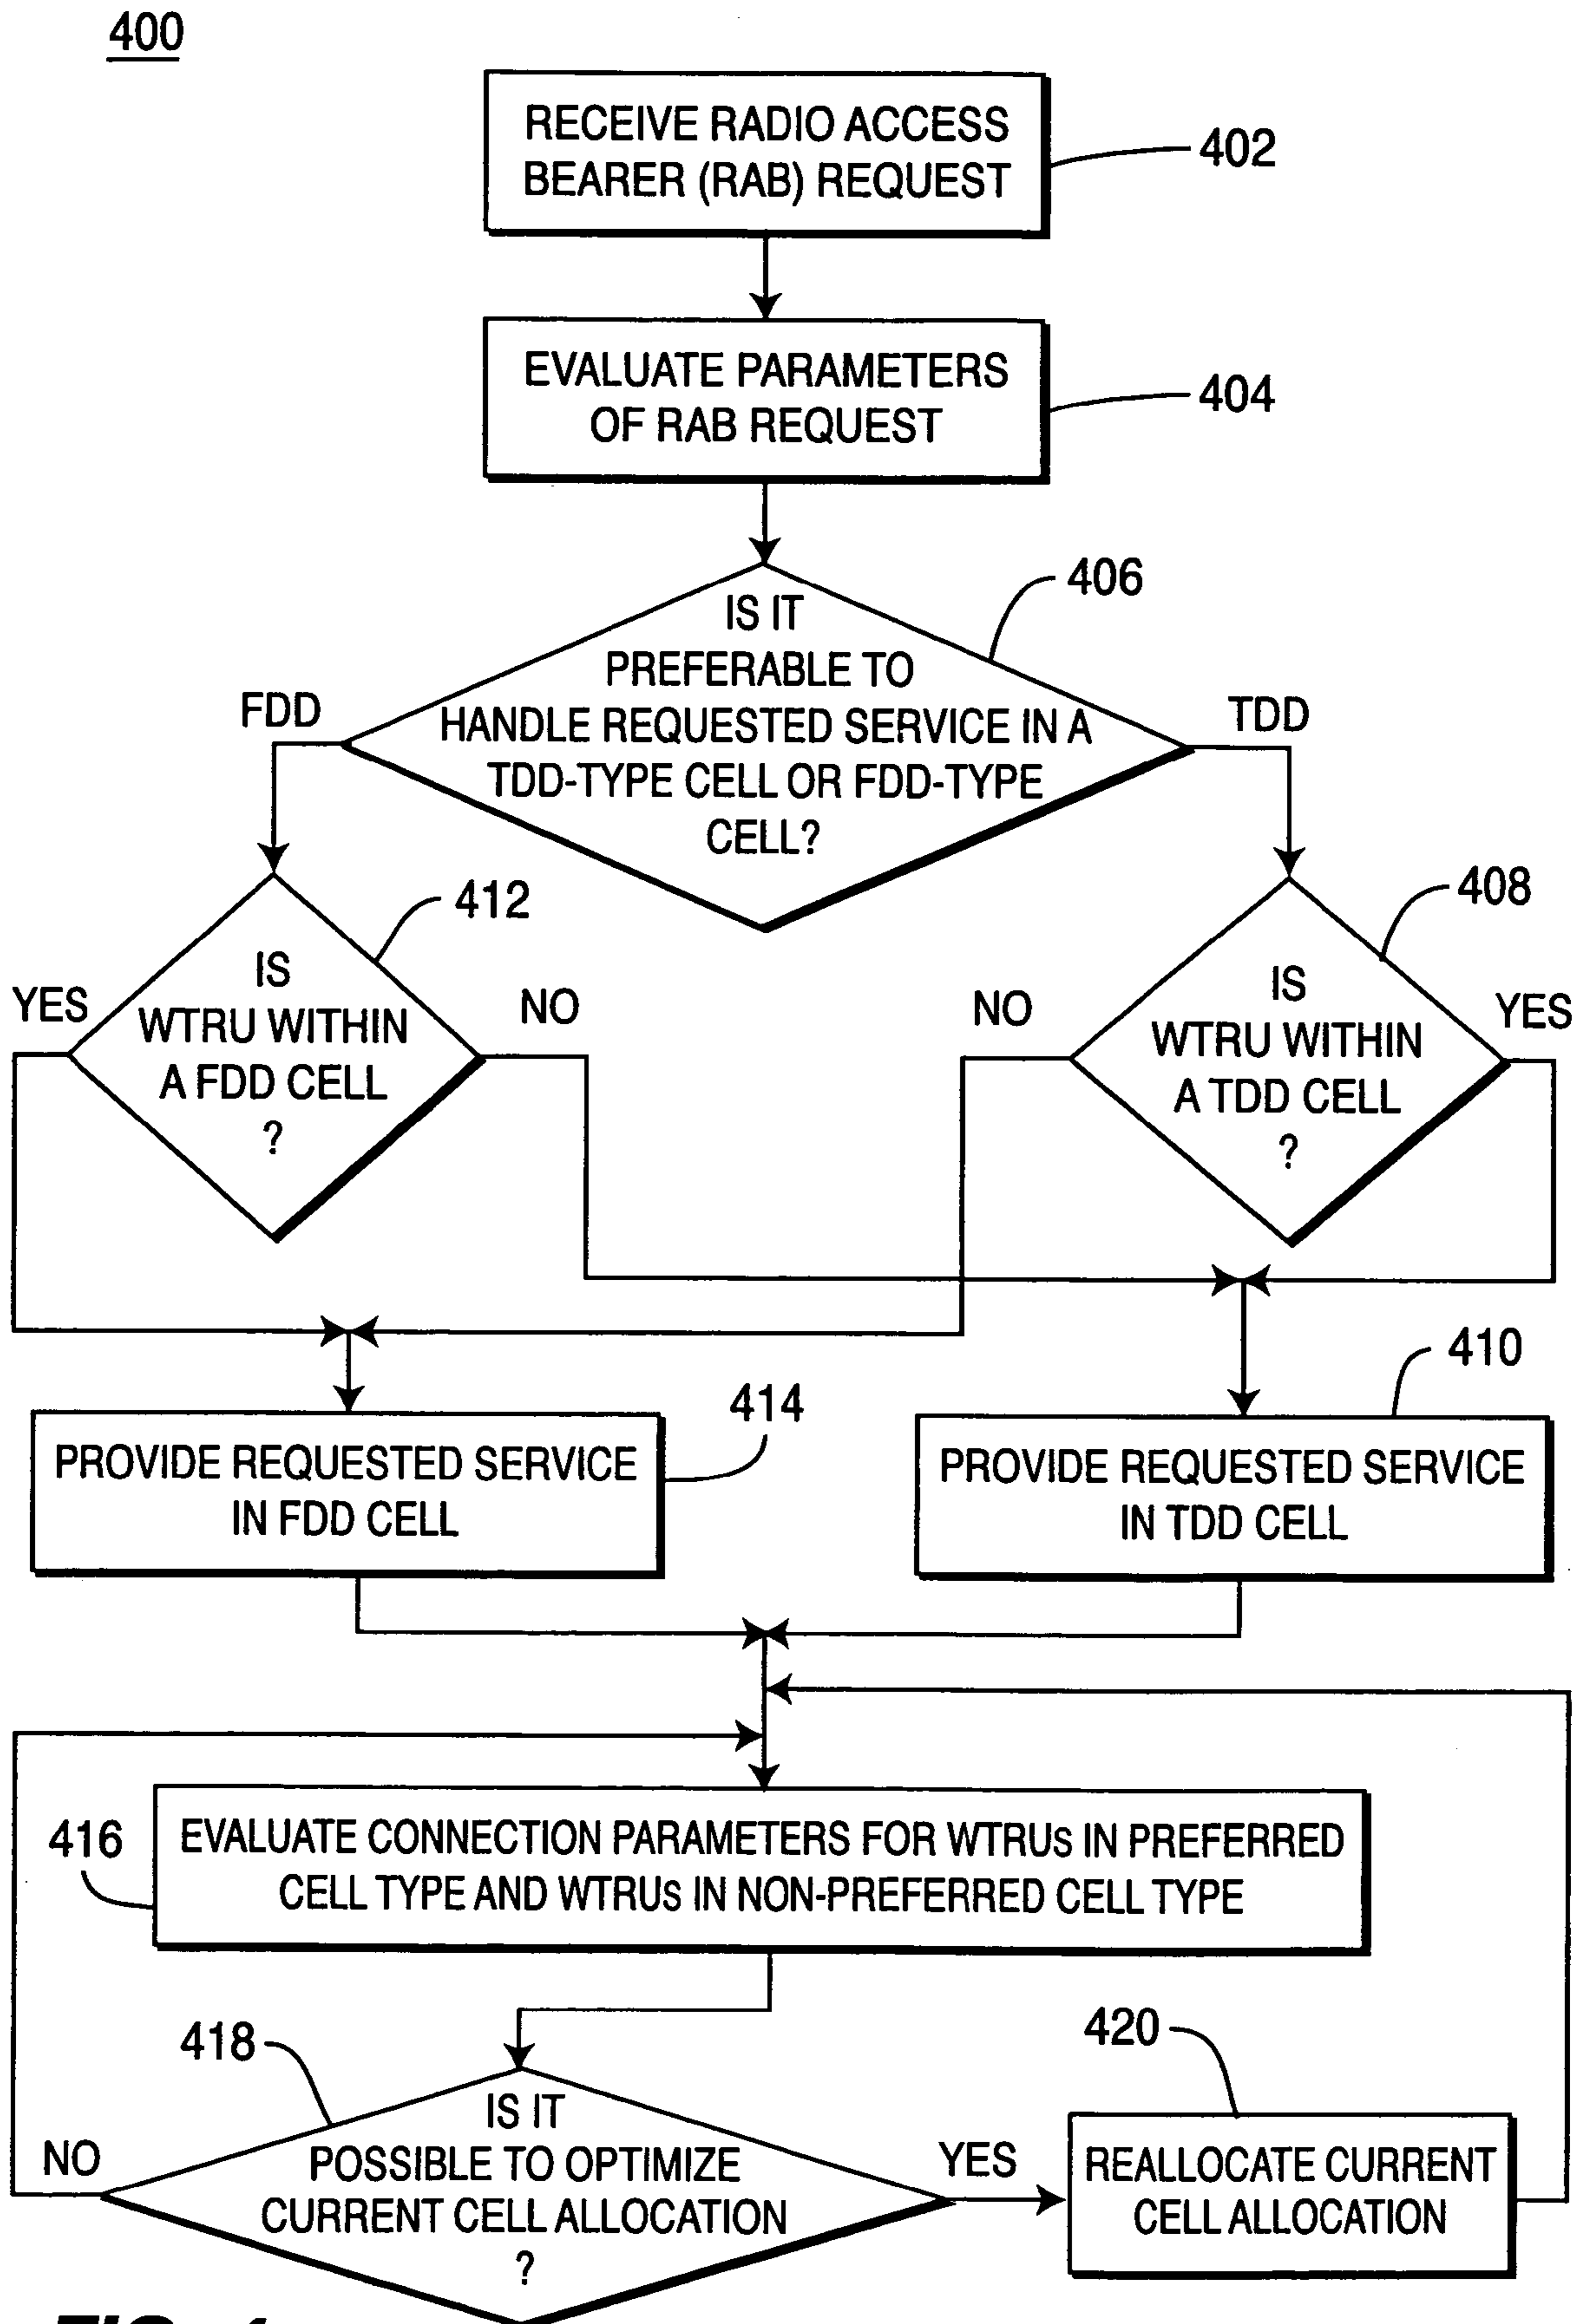 400
RECEIVE RADIO ACCESS
BEARER (RAB) REQUEST
402
EVALUATE PARAMETERS
OF RAB REQUEST
404
406
IS IT
PREFERABLE TO
HANDLE REQUESTED SERVICE IN A
TDD-TYPE CELL OR FDD-TYPE
CELL?
FDD
TDD
412
408
YES
IS
WTRU WITHIN
A FDD CELL
?
NO
NO
IS
WTRU WITHIN
A TDD CELL
?
YES
414
410
PROVIDE REQUESTED SERVICE
IN FDD CELL
PROVIDE REQUESTED SERVICE
IN TDD CELL
416
EVALUATE CONNECTION PARAMETERS FOR WTRUs IN PREFERRED
CELL TYPE AND WTRUs IN NON-PREFERRED CELL TYPE
418
420
NO
IS IT
POSSIBLE TO OPTIMIZE
CURRENT CELL ALLOCATION
?
YES
REALLOCATE CURRENT
CELL ALLOCATION